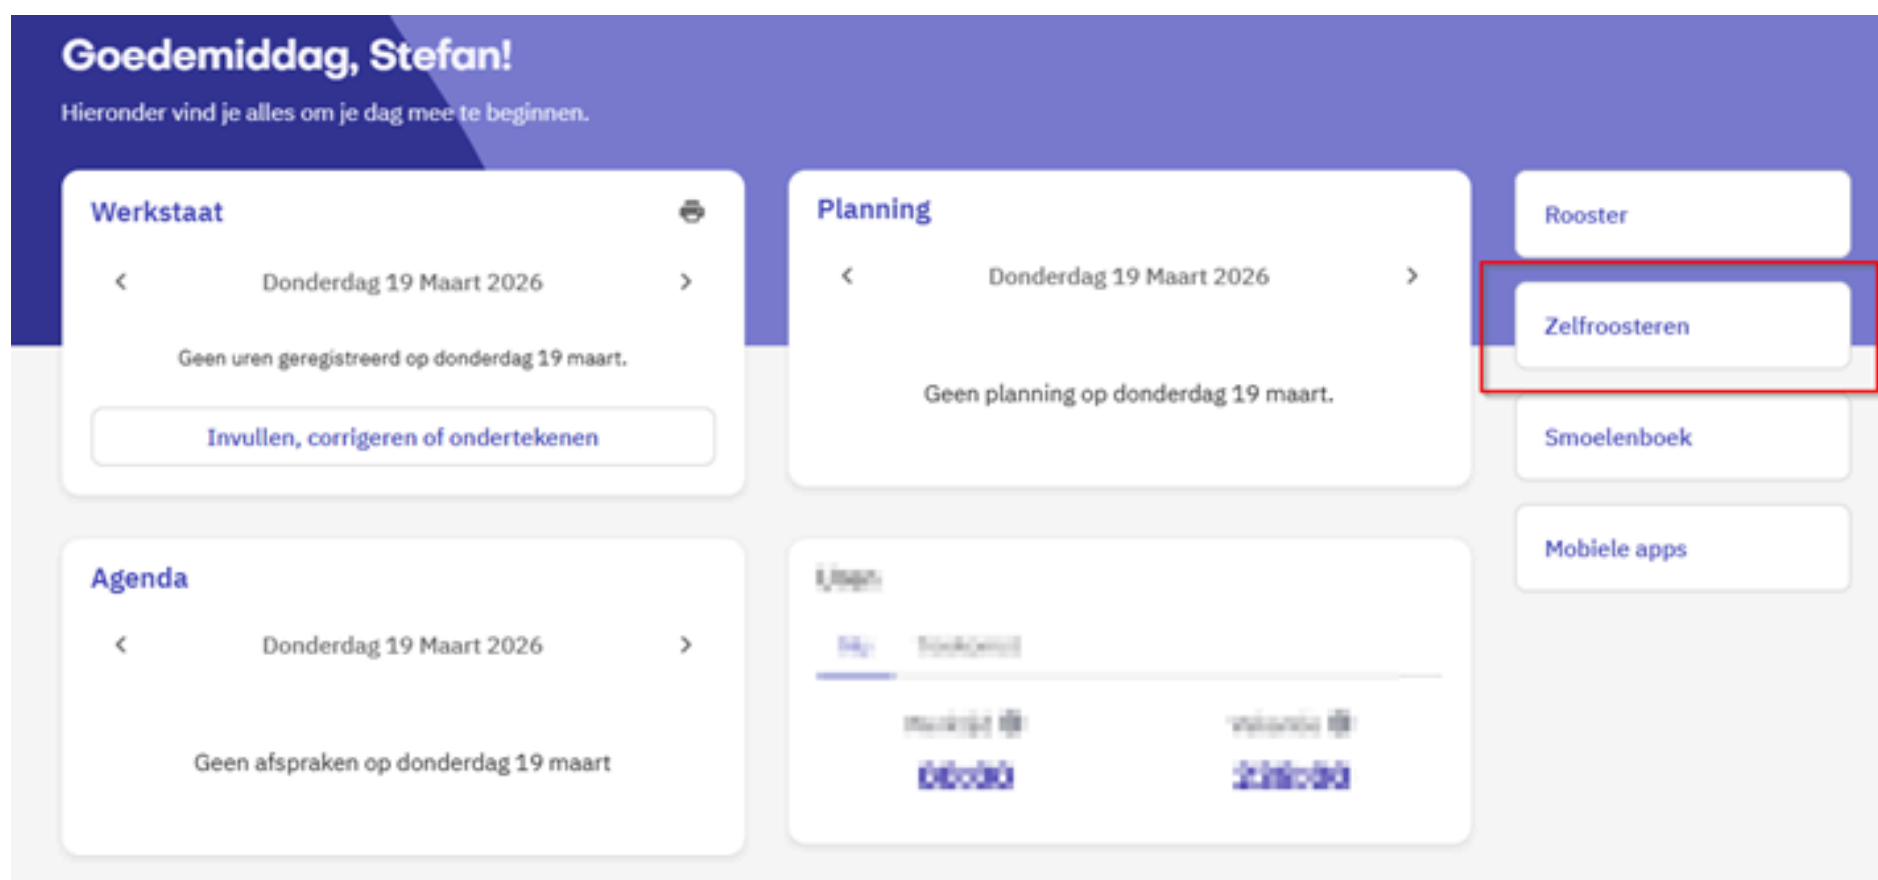 Goedemiddag, Stefan!
Hieronder vind je alles om je dag mee te beginnen.
Werkstaat
Donderdag 19 Maart 2026
Geen uren geregistreerd op donderdag 19 maart.
Invullen, corrigeren of ondertekenen
Planning
Donderdag 19 Maart 2026
Geen planning op donderdag 19 maart.
Rooster
Zelfroosteren
Smoelenboek
Mobiele apps
Agenda
Donderdag 19 Maart 2026
Geen afspraken op donderdag 19 maart